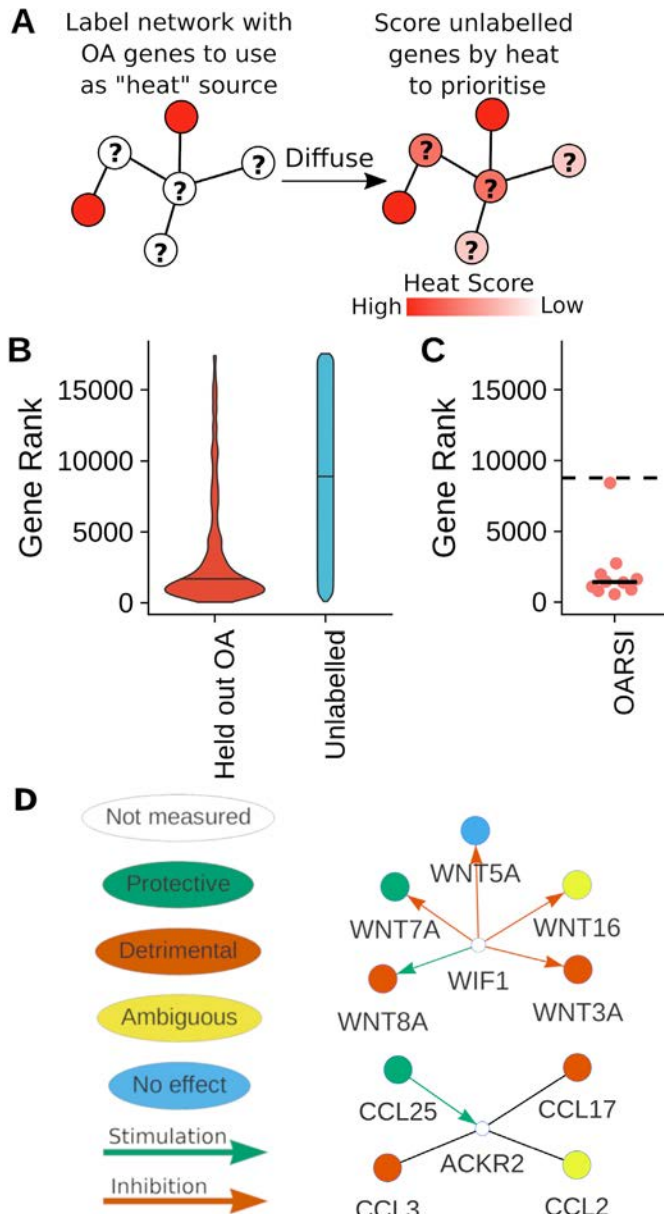 A
Label network with
OA genes to use
as "heat" source
Score unlabelled
genes by heat
to prioritise
?
?
?
?
Diffuse
?
?
?
?
Heat Score
High
Low
B
Gene Rank
15000
10000
5000
0
Held out OA
Unlabelled
C
Gene Rank
15000
10000
5000
0
OARSI
D
Not measured
Protective
Detrimental
Ambiguous
No effect
Stimulation
Inhibition
WNT5A
WNT7A
WNT16
WIF1
WNT8A
WNT3A
CCL25
CCL17
ACKR2
CCL3
CCL2